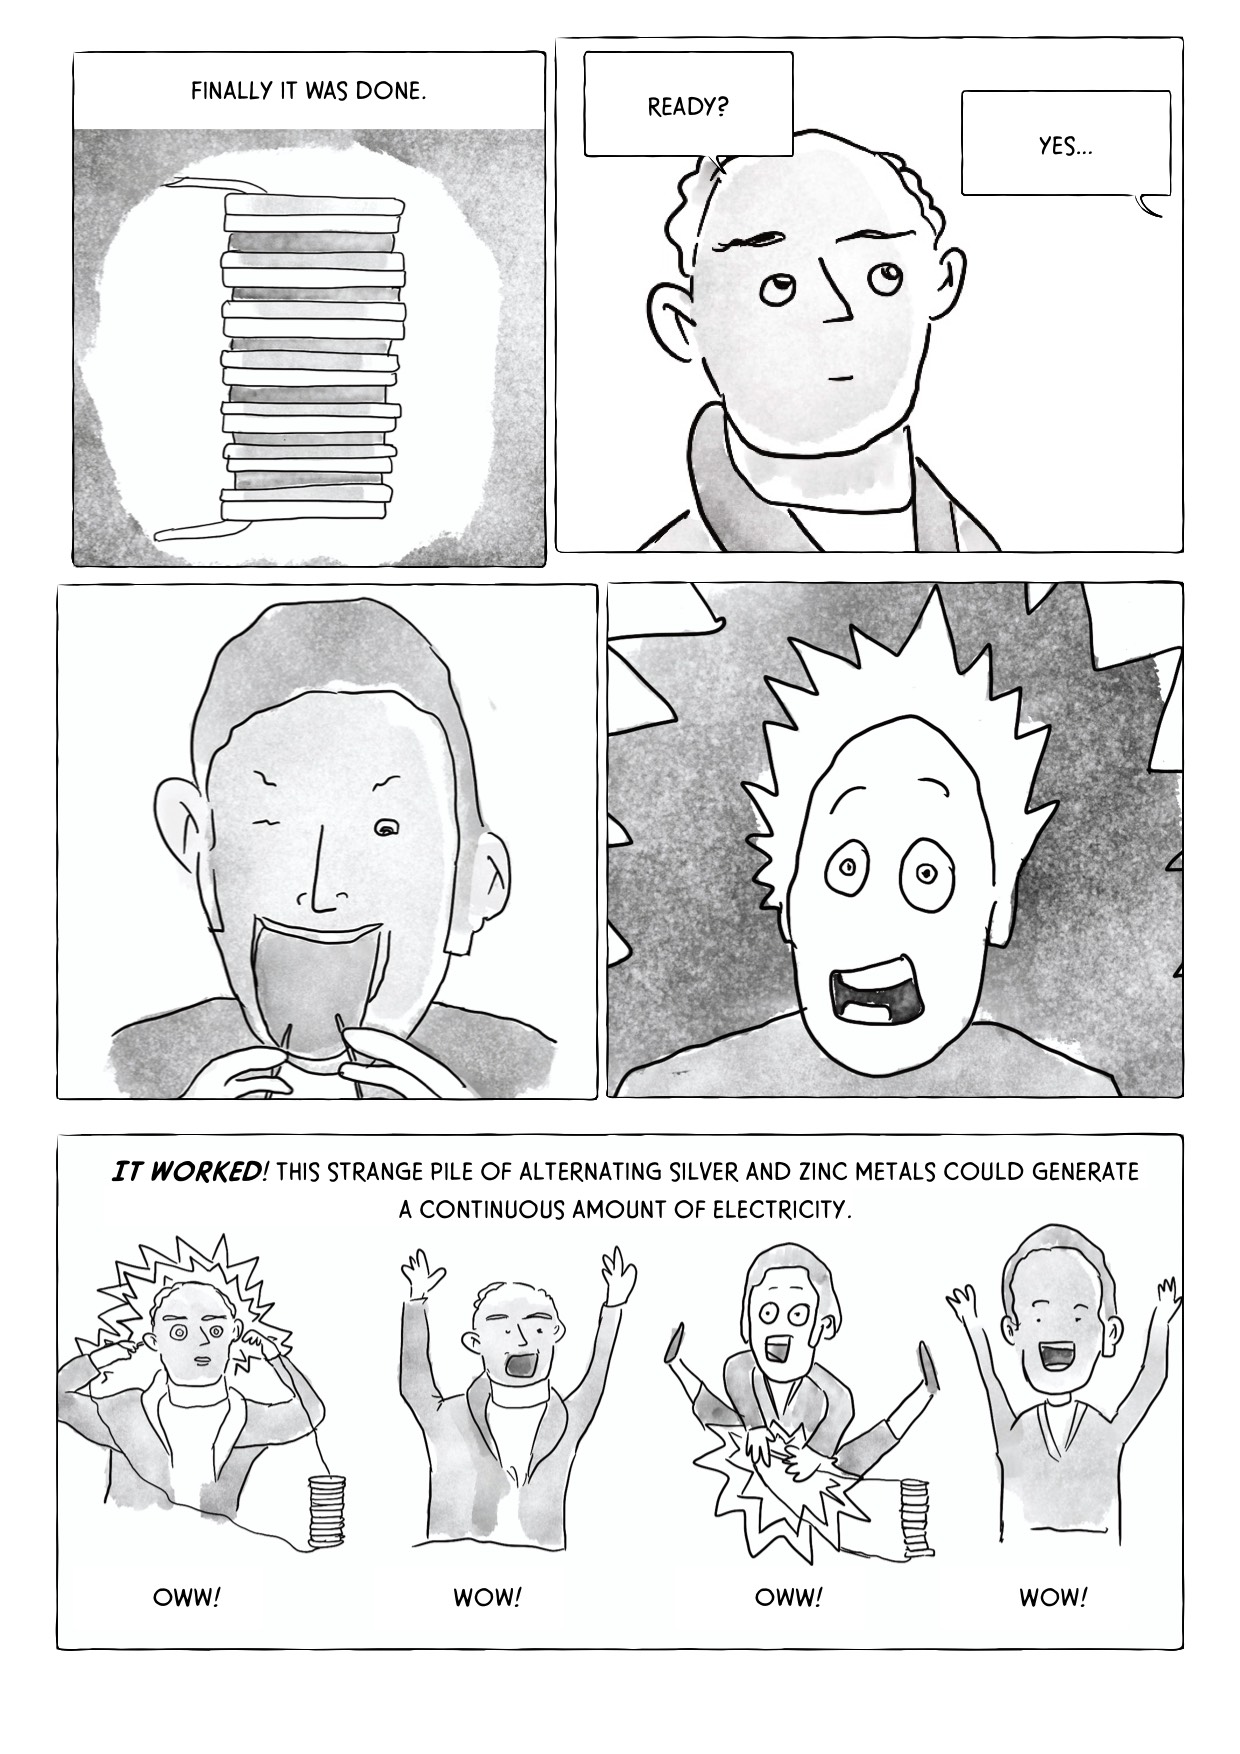 FINALLY IT WAS DONE.
READY?
YES...
IT WORKED! THIS STRANGE PILE OF ALTERNATING SILVER AND ZINC METALS COULD GENERATE
A CONTINUOUS AMOUNT OF ELECTRICITY.
OWW!
WOW!
OWW!
WOW!